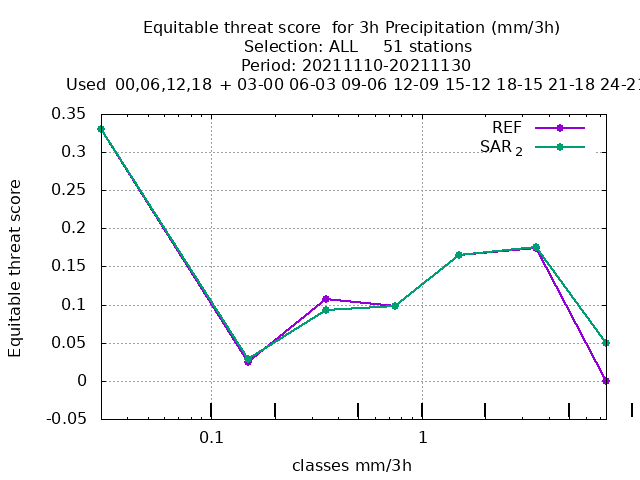 Equitable threat score  for 3h Precipitation (mm/3h)
Selection: ALL     51 stations
Period: 20211110-20211130
Used  00,06,12,18  + 03-00 06-03 09-06 12-09  15-12  18-15  21-18  24-21
REF
SAR 2
0.35
0.3
0.25
0.2
0.15
0.1
0.05
0
-0.05
Equitable threat score
0.1
1
classes mm/3h